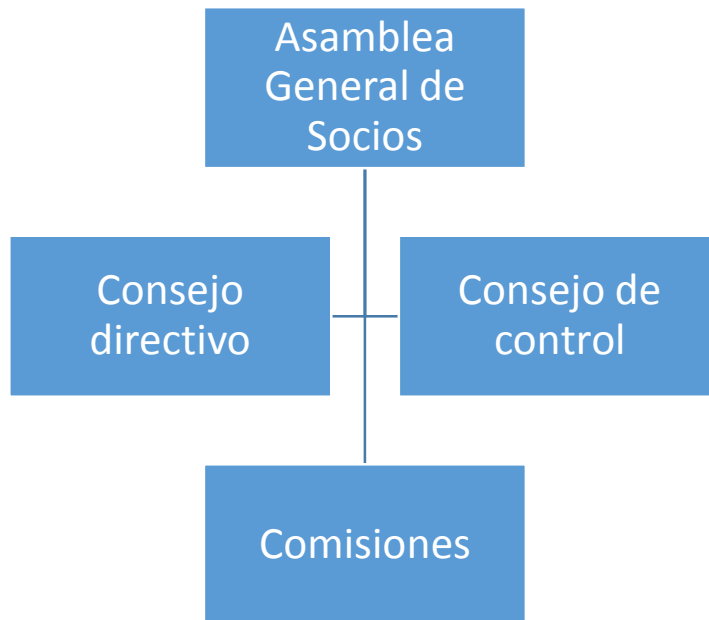 Asamblea
General de
Socios
Consejo
directivo
Consejo de
control
Comisiones